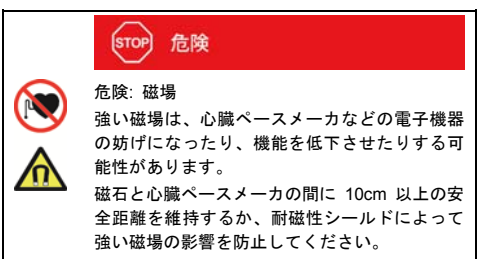 STOP 危険
危険: 磁場
強い磁場は、心臓ペースメーカなどの電子機器
の妨げになったり、機能を低下させたりする可
能性があります。
磁石と心臓ペースメーカの間に 10cm 以上の安
全距離を維持するか、耐磁性シールドによって
強い磁場の影響を防止してください。